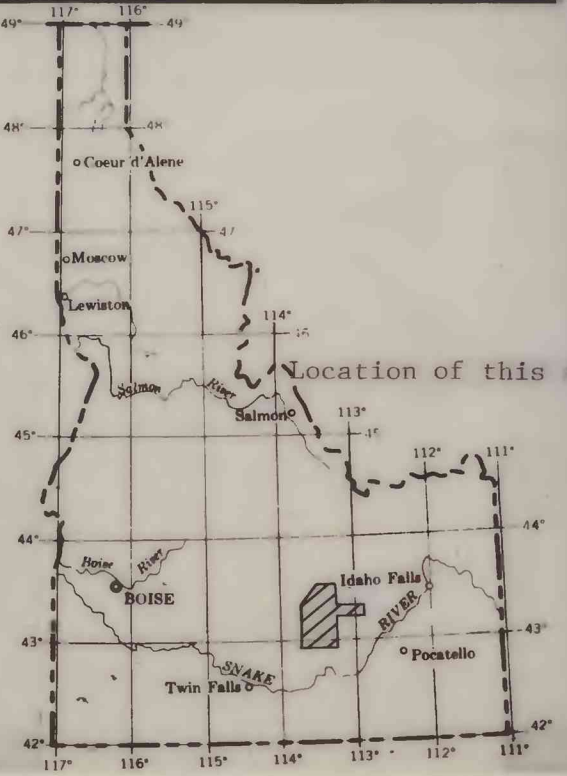 117° 116°
49° 49
48° 48
Coeur d'Alene
115°
47° 47
Moscow
Lewiston
114°
46° 46
Location of this
Salmon River
Salmon
113°
45° 45
112° 111°
44° 44°
Boise River
Idaho Falls
BOISE
RIVER
43° 43°
Pocatello
SNAKE
Twin Falls
42° 42°
117° 116° 115° 114° 113° 112° 111°